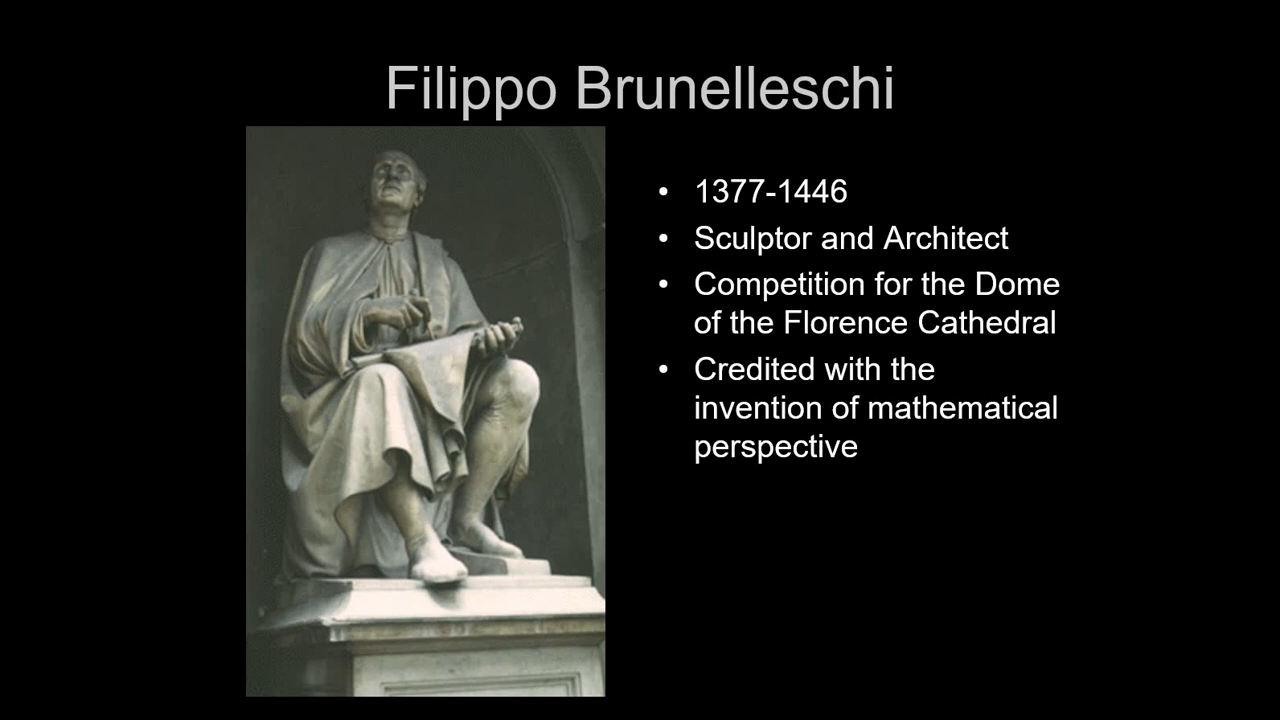 Filippo Brunelleschi
• 1377-1446
• Sculptor and Architect
• Competition for the Dome
of the Florence Cathedral
• Credited with the
invention of mathematical
perspective